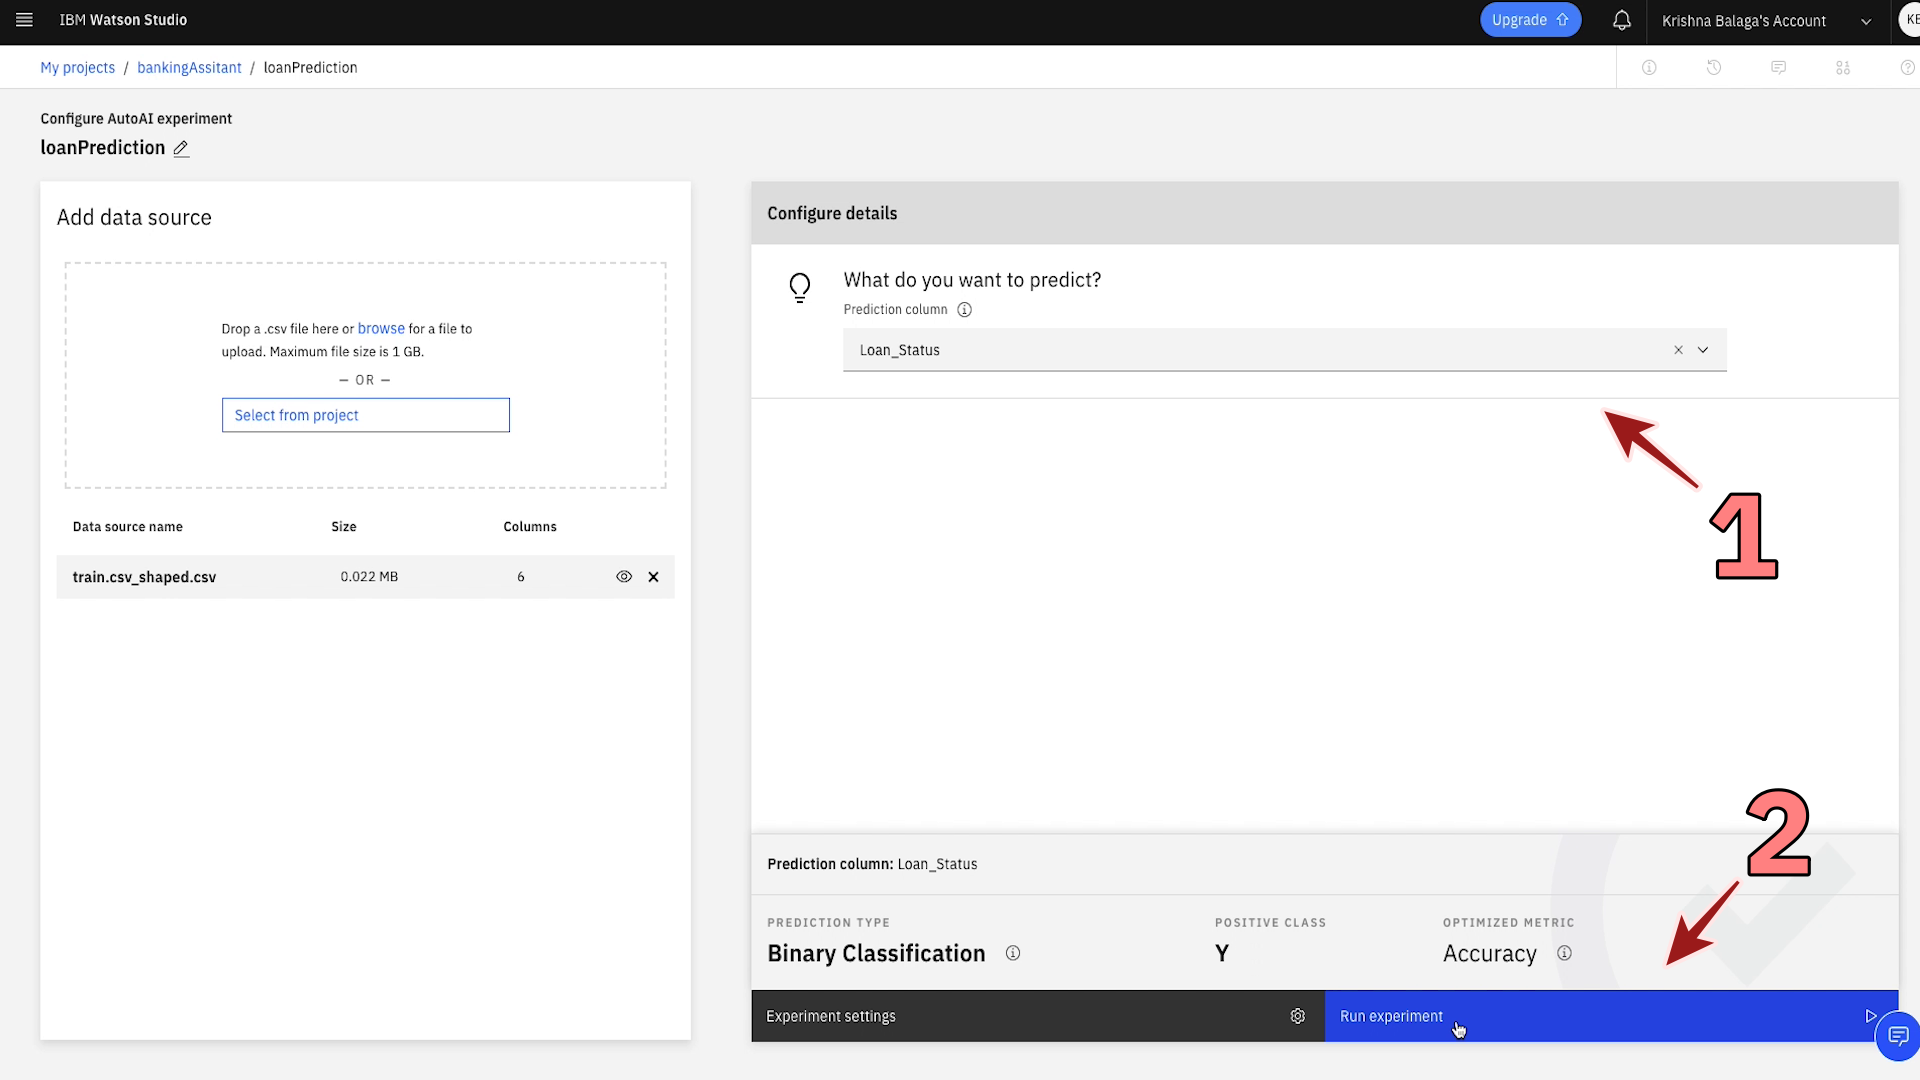 IBM Watson Studio
Upgrade
Krishna Balaga's Account
KB
My projects / bankingAssitant / loanPrediction
Configure AutoAI experiment
loanPrediction
Add data source
Drop a .csv file here or browse for a file to
upload. Maximum file size is 1 GB.
— OR —
Select from project
Data source name Size Columns
train.csv_shaped.csv 0.022 MB 6
Configure details
What do you want to predict?
Prediction column
Loan_Status
1
2
Prediction column: Loan_Status
PREDICTION TYPE POSITIVE CLASS OPTIMIZED METRIC
Binary Classification Y Accuracy
Experiment settings
Run experiment